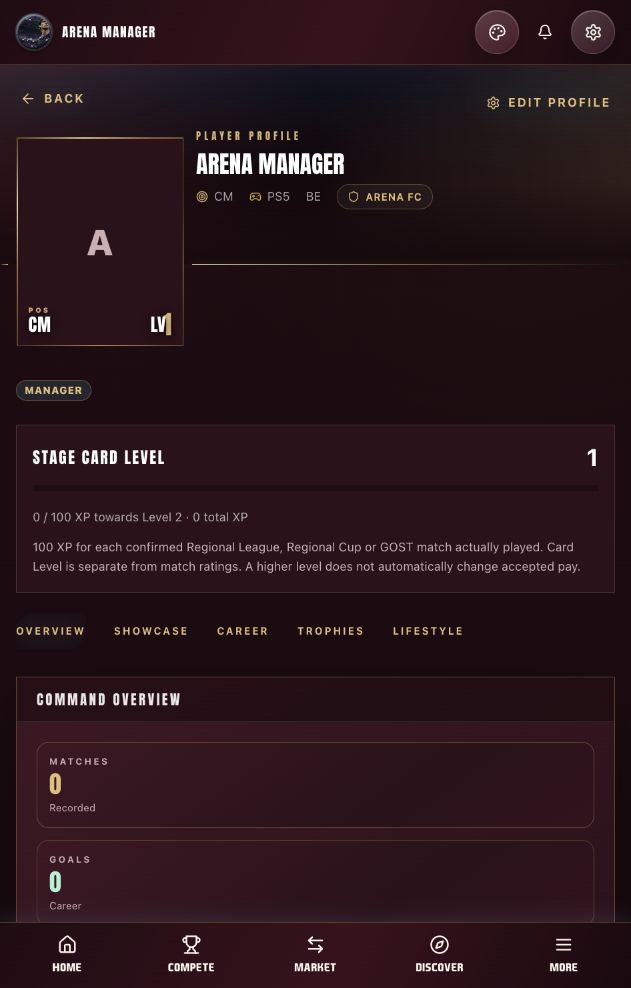 ARENA MANAGER
BACK
EDIT PROFILE
PLAYER PROFILE
ARENA MANAGER
CM PS5 BE ARENA FC
A
POS
CM LV1
MANAGER
STAGE CARD LEVEL 1
0 / 100 XP towards Level 2 · 0 total XP
100 XP for each confirmed Regional League, Regional Cup or GOST match actually played. Card
Level is separate from match ratings. A higher level does not automatically change accepted pay.
OVERVIEW SHOWCASE CAREER TROPHIES LIFESTYLE
COMMAND OVERVIEW
MATCHES
0
Recorded
GOALS
0
Career
HOME COMPETE MARKET DISCOVER MORE